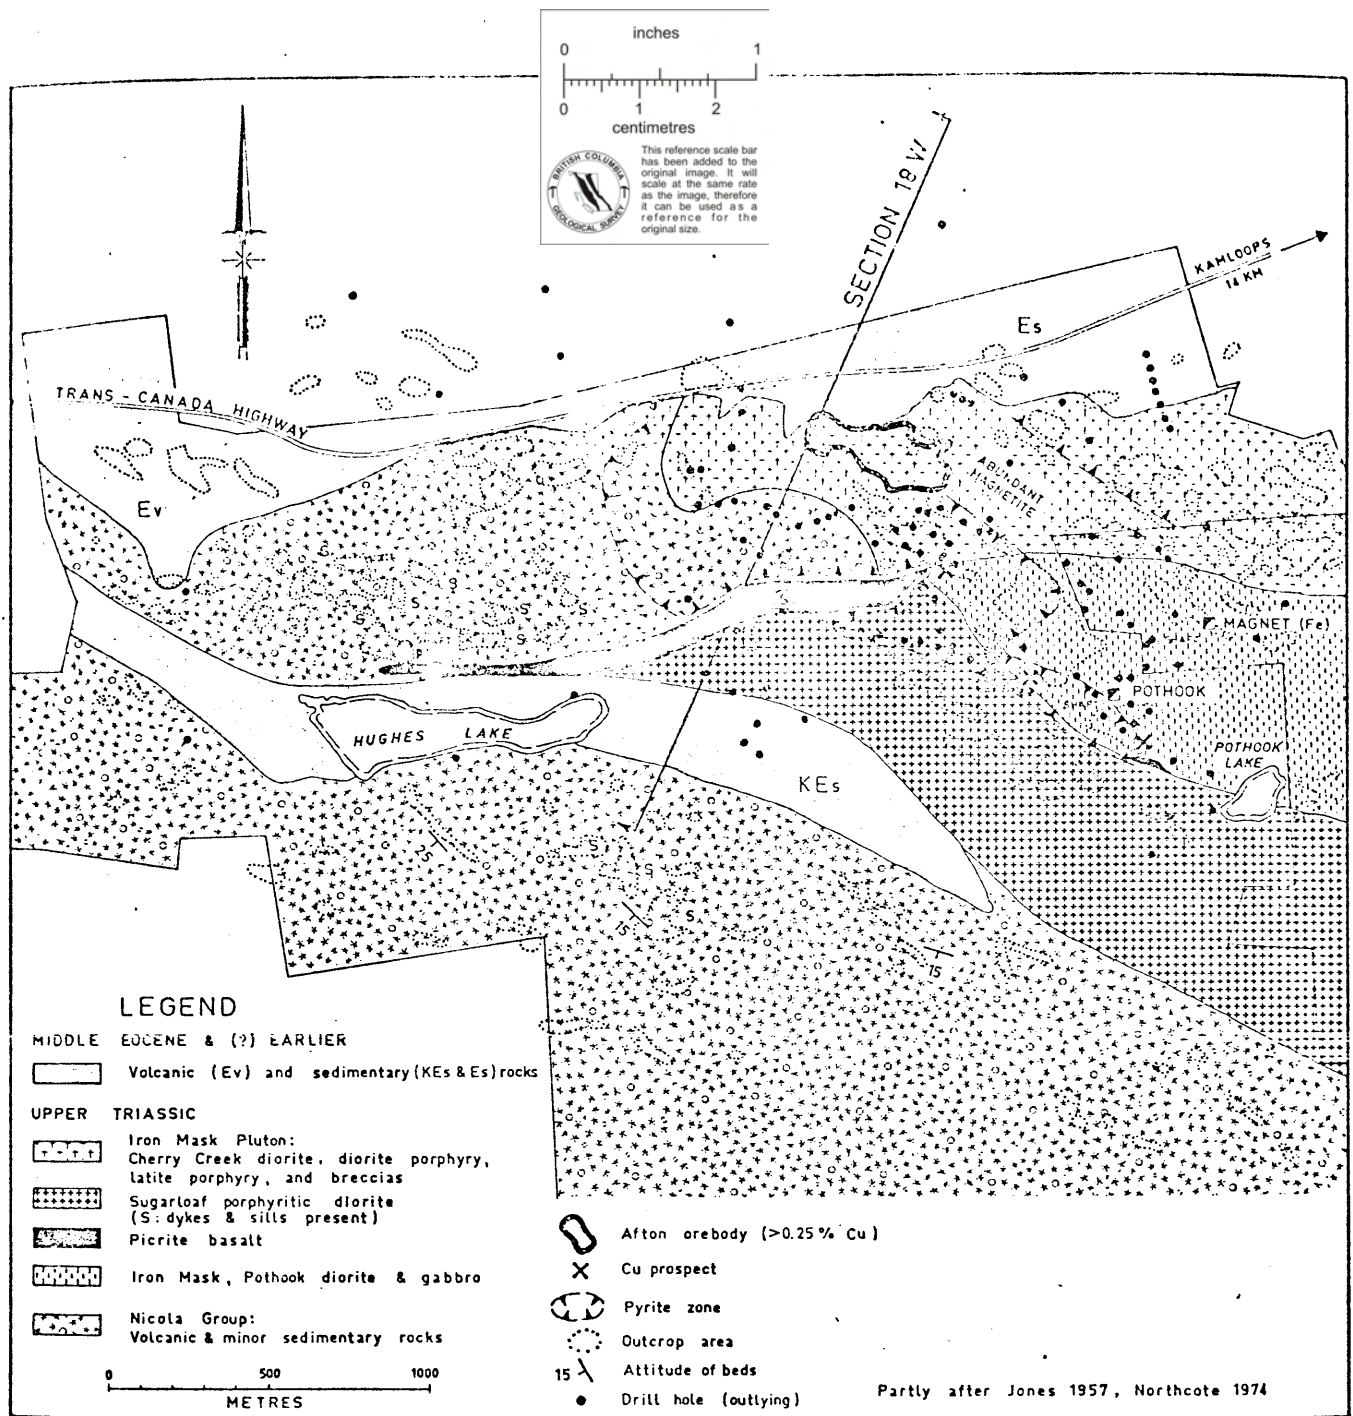 inches
0 1
0 1 2
centimetres
This reference scale bar
has been added to the
original image. It will
scale at the same rate
as the image, therefore
it can be used as a
reference for the
original size.
BRITISH COLUMBIA
GEOLOGICAL SURVEY
SECTION 18 W
KAMLOOPS
14 KM
Es
TRANS-CANADA HIGHWAY
Ev
ABUNDANT
MAGNETITE
S
S
S
S
S
S
S
MAGNET (Fe)
POTHOOK
POTHOOK
LAKE
HUGHES LAKE
KEs
25
S
S
S
15
15
LEGEND
MIDDLE EOCENE & (?) EARLIER
Volcanic (Ev) and sedimentary (KEs & Es) rocks
UPPER TRIASSIC
Iron Mask Pluton:
Cherry Creek diorite, diorite porphyry,
latite porphyry, and breccias
Sugarloaf porphyritic diorite
(S: dykes & sills present)
Picrite basalt
Iron Mask, Pothook diorite & gabbro
Nicola Group:
Volcanic & minor sedimentary rocks
0 500 1000
METRES
Afton orebody (>0.25% Cu)
Cu prospect
Pyrite zone
Outcrop area
15 Attitude of beds
Drill hole (outlying)
Partly after Jones 1957, Northcote 1974